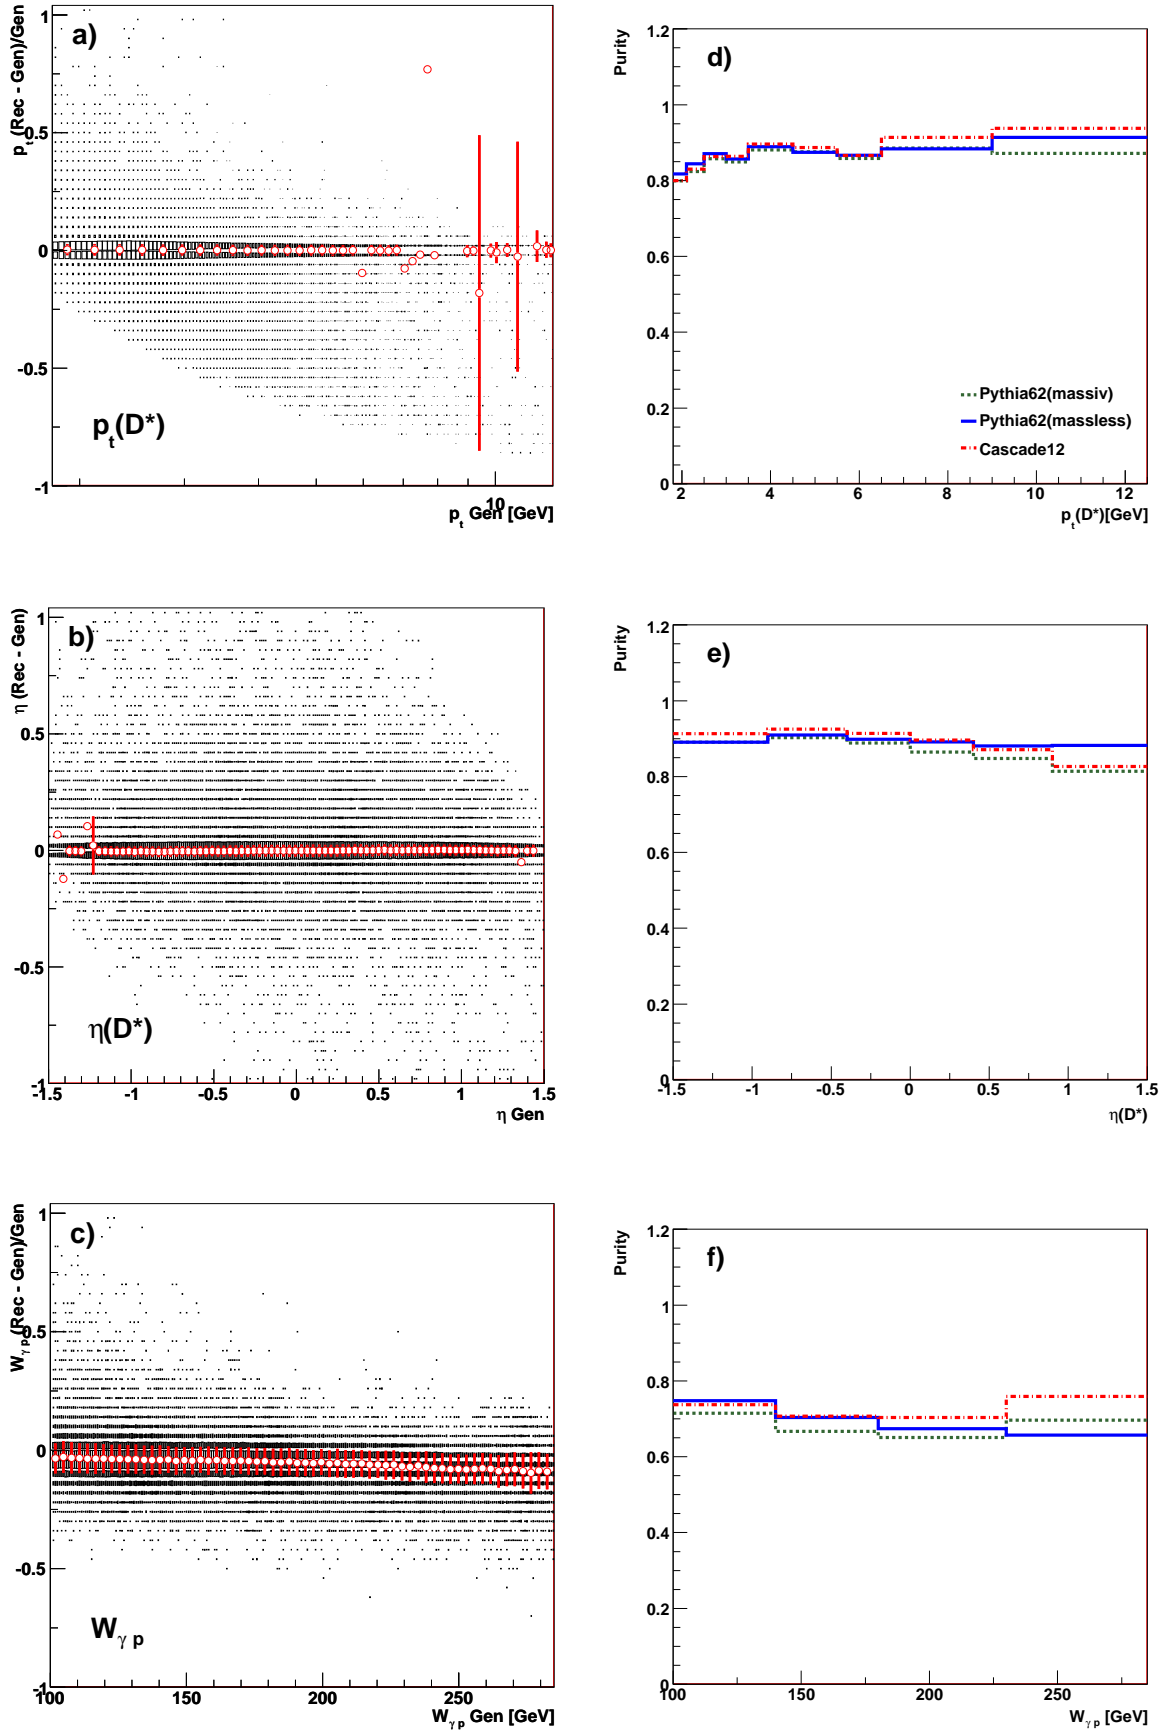 a)
p_t (Rec - Gen)/Gen
1
0.5
0
-0.5
-1
p_t(D*)
10
p_t Gen [GeV]
d)
Purity
1.2
1
0.8
0.6
0.4
0.2
0
Pythia62(massiv)
Pythia62(massless)
Cascade12
2 4 6 8 10 12
p_t(D*)[GeV]
b)
η (Rec - Gen)
1
0.5
0
-0.5
-1
η(D*)
-1.5 -1 -0.5 0 0.5 1 1.5
η Gen
e)
Purity
1.2
1
0.8
0.6
0.4
0.2
0
-1.5 -1 -0.5 0 0.5 1 1.5
η(D*)
c)
W_γ p (Rec - Gen)/Gen
1
0.5
0
-0.5
-1
W_γ p
100 150 200 250
W_γ p Gen [GeV]
f)
Purity
1.2
1
0.8
0.6
0.4
0.2
0
100 150 200 250
W_γ p [GeV]